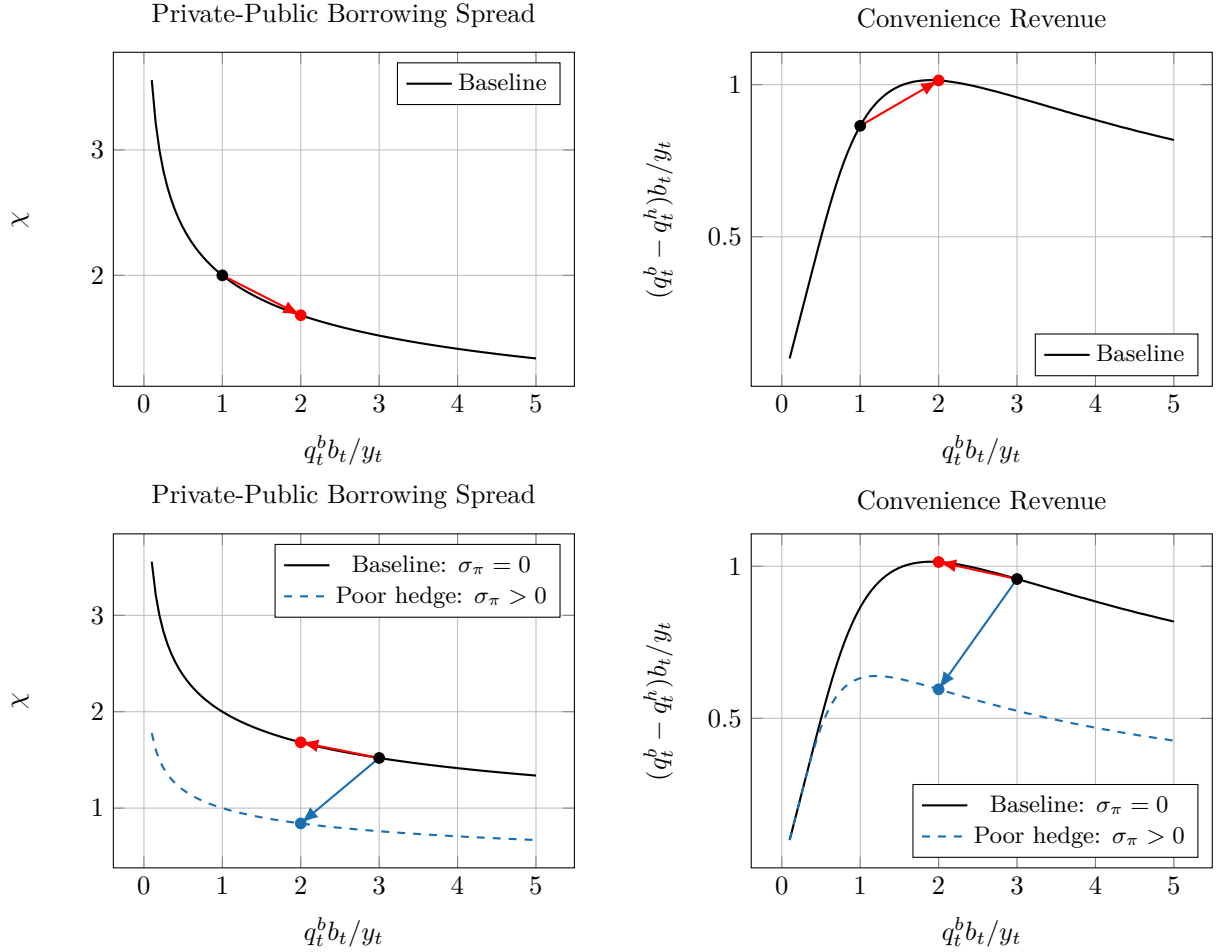 Private-Public Borrowing Spread
χ
3
2
Baseline
0 1 2 3 4 5
q_t^b b_t/y_t
Convenience Revenue
(q_t^b − q_t^h)b_t/y_t
1
0.5
Baseline
0 1 2 3 4 5
q_t^b b_t/y_t
Private-Public Borrowing Spread
χ
3
2
1
Baseline: σ_π = 0
Poor hedge: σ_π > 0
0 1 2 3 4 5
q_t^b b_t/y_t
Convenience Revenue
(q_t^b − q_t^h)b_t/y_t
1
0.5
Baseline: σ_π = 0
Poor hedge: σ_π > 0
0 1 2 3 4 5
q_t^b b_t/y_t